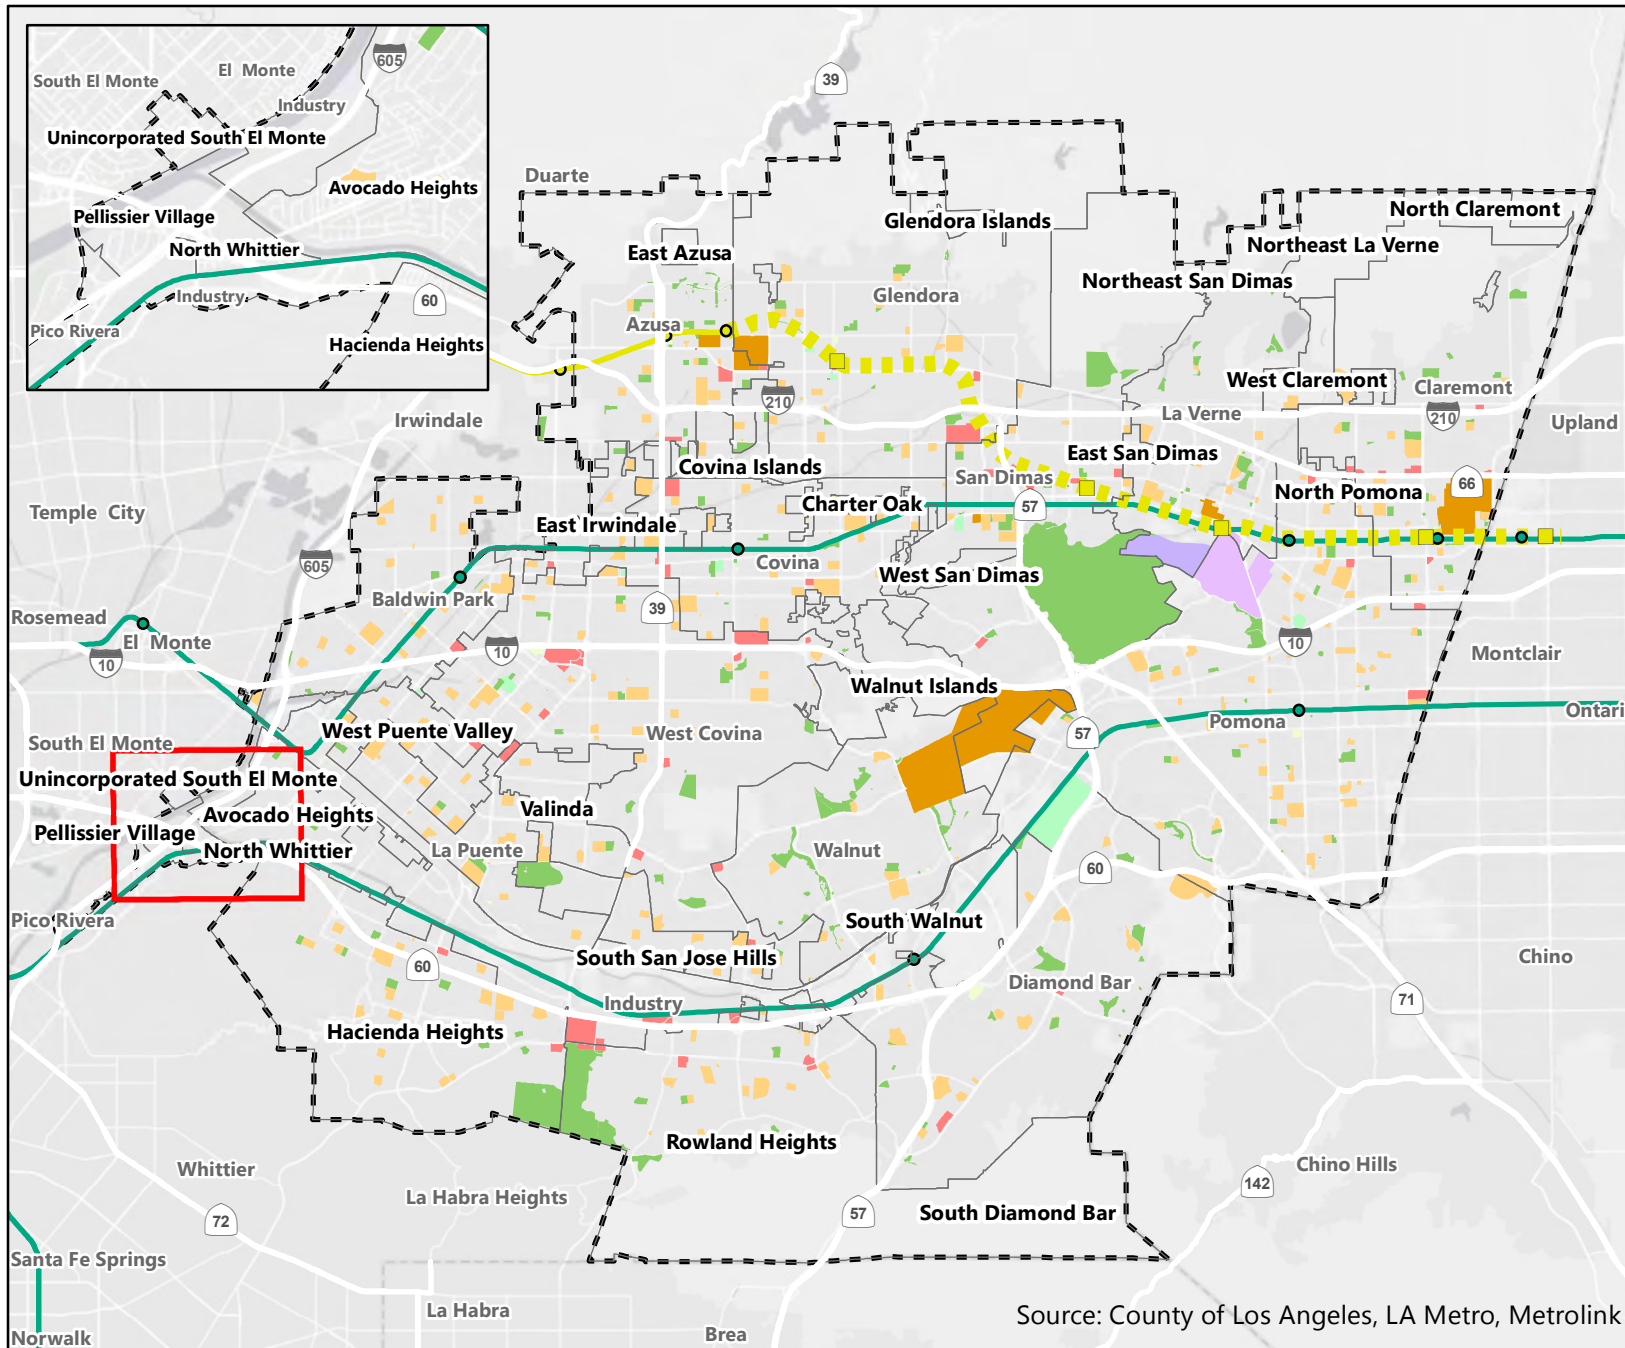 605
El Monte
South El Monte
Industry
Unincorporated South El Monte
Avocado Heights
Pellissier Village
North Whittier
Industry
60
Pico Rivera
Hacienda Heights
39
Duarte
North Claremont
Glendora Islands
Northeast La Verne
East Azusa
Northeast San Dimas
Glendora
Azusa
West Claremont
Claremont
210
La Verne
210
Irwindale
Upland
East San Dimas
Covina Islands
San Dimas
66
North Pomona
Charter Oak
57
Temple City
East Irwindale
Covina
605
West San Dimas
Baldwin Park
39
Rosemead
El Monte
10
10
10
Montclair
Walnut Islands
Ontari
Pomona
West Puente Valley
West Covina
57
South El Monte
Unincorporated South El Monte
Valinda
Avocado Heights
Pellissier Village
North Whittier
La Puente
Walnut
60
Pico Rivera
South Walnut
South San Jose Hills
60
Chino
Diamond Bar
Industry
71
Hacienda Heights
Rowland Heights
Whittier
Chino Hills
142
La Habra Heights
72
57
South Diamond Bar
Santa Fe Springs
La Habra
Source: County of Los Angeles, LA Metro, Metrolink
Brea
Norwalk